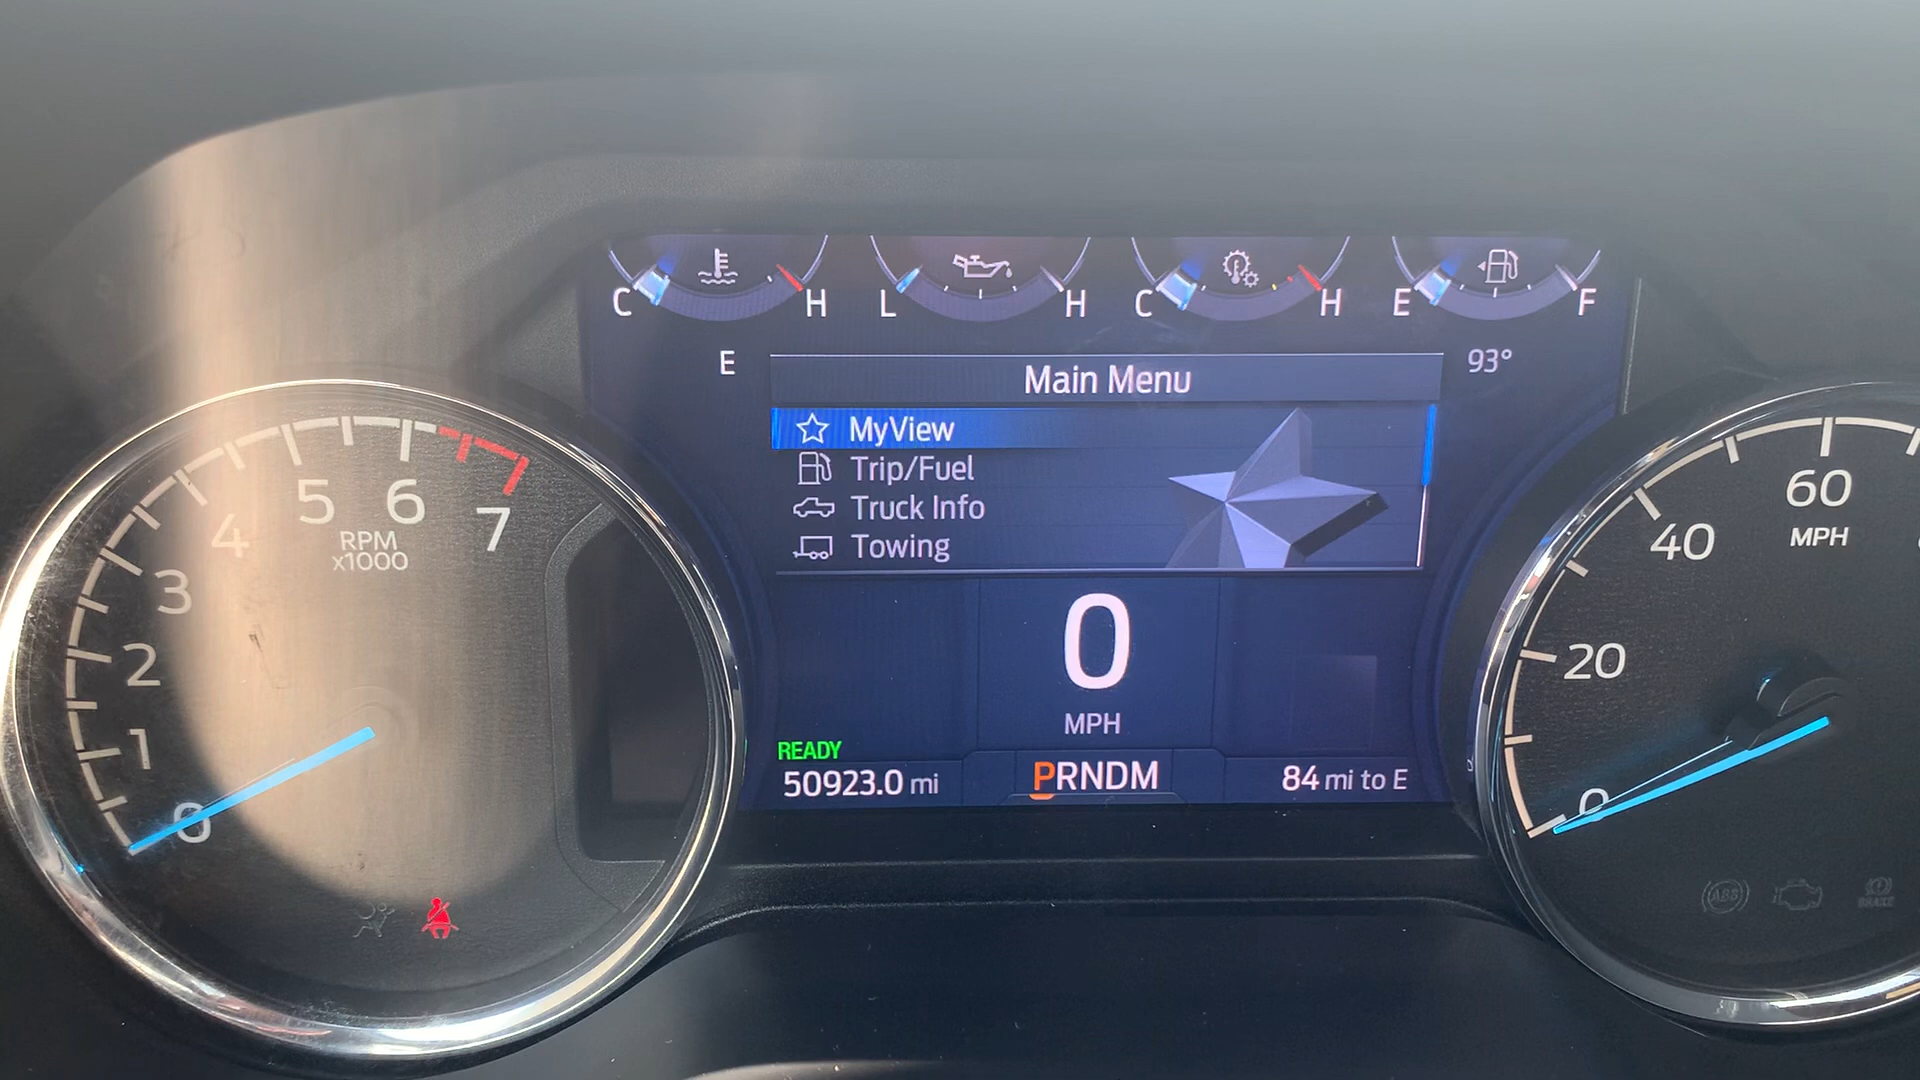 C H L H C H E F
E 93°
Main Menu
MyView
Trip/Fuel
Truck Info
Towing
0
MPH
READY
50923.0 mi
PRNDM
84 mi to E
0 1 2 3 4 5 6 7
RPM
x1000
0 20 40 60
MPH
ABS
BRAKE